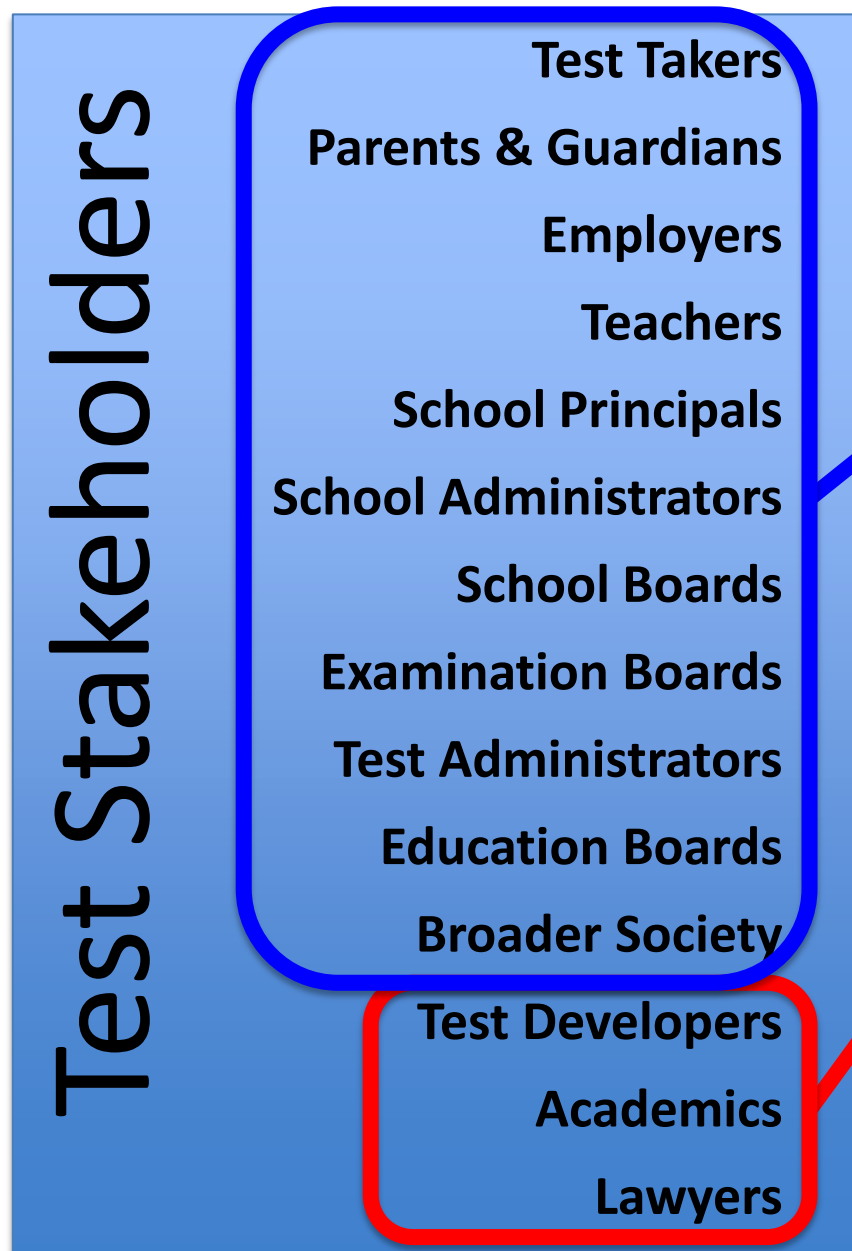 Test Stakeholders
Test Takers
Parents & Guardians
Employers
Teachers
School Principals
School Administrators
School Boards
Examination Boards
Test Administrators
Education Boards
Broader Society
Test Developers
Academics
Lawyers